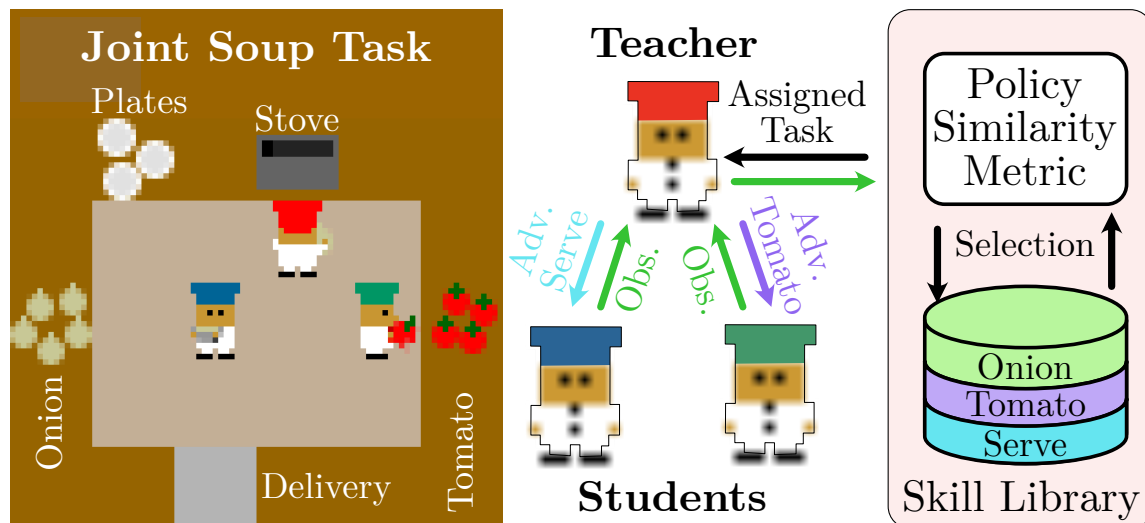 Joint Soup Task
Plates
Stove
Onion
Tomato
Delivery
Teacher
Assigned
Task
Adv.
Serve
Obs.
Obs.
Adv.
Tomato
Students
Policy
Similarity
Metric
Selection
Onion
Tomato
Serve
Skill Library